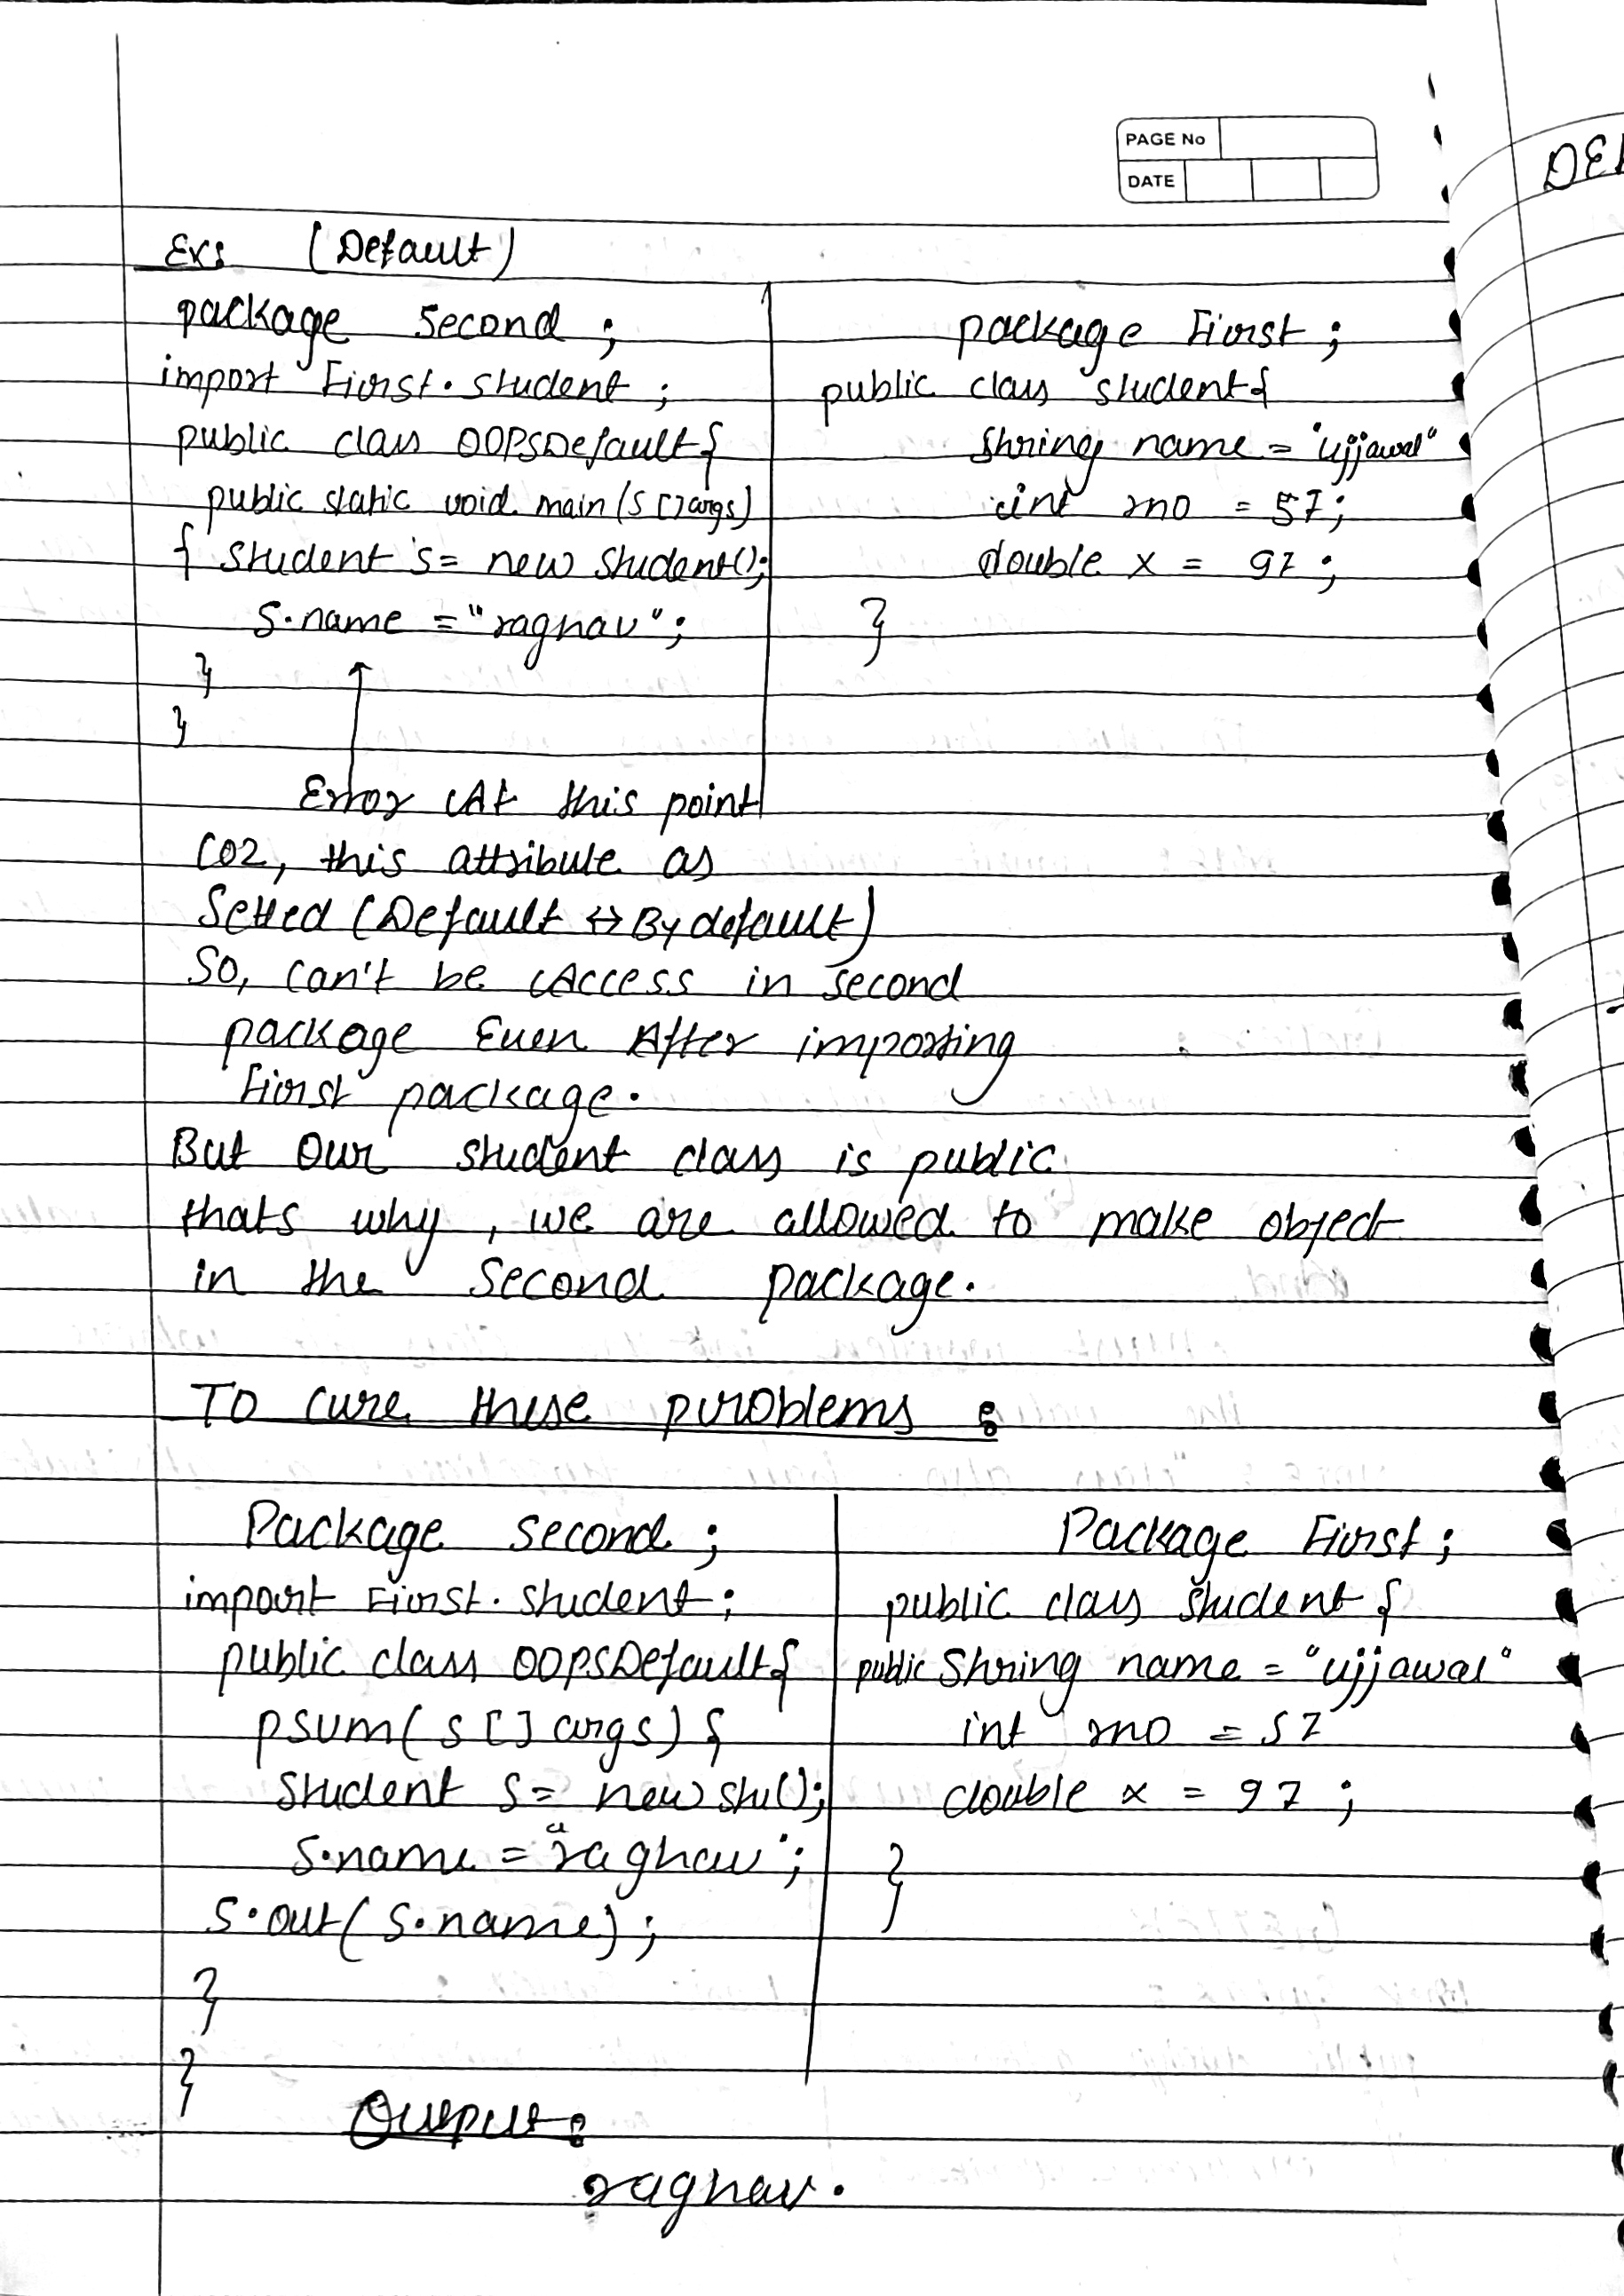 PAGE No
DATE
DE
Ex: (Default)
package second ;
import First.student ;
public class OOPSDefault{
public static void main(S []args)
{ student s= new student();
s.name ="raghav";
}
}
package First ;
public class student{
String name = "ujjawal"
int rno = 57;
double x = 97 ;
}
Error At this point
coz, this attribute as
Setted (Default ↔ By default)
So, can't be Access in second
package Even After importing
First package.
But our student class is public
thats why, we are allowed to make object
in the second package.
To cure these problems :
Package second ;
import First.student;
public class OOPSDefault{
psvm( S [] args) {
student s= new stu();
s.name = "raghav";
s.out( s.name) ;
}
}
Package First;
public class student {
public String name = "ujjawal"
int rno = 57
double x = 97 ;
}
Output:
raghav.